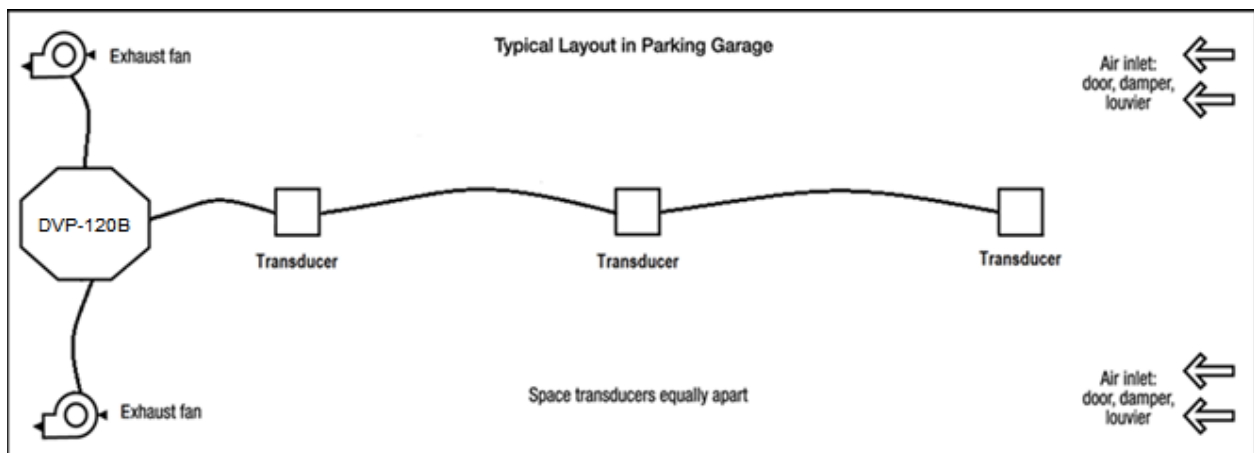 Typical Layout in Parking Garage
Exhaust fan
Air inlet:
door, damper,
louvier
DVP-120B
Transducer
Transducer
Transducer
Exhaust fan
Space transducers equally apart
Air inlet:
door, damper,
louvier